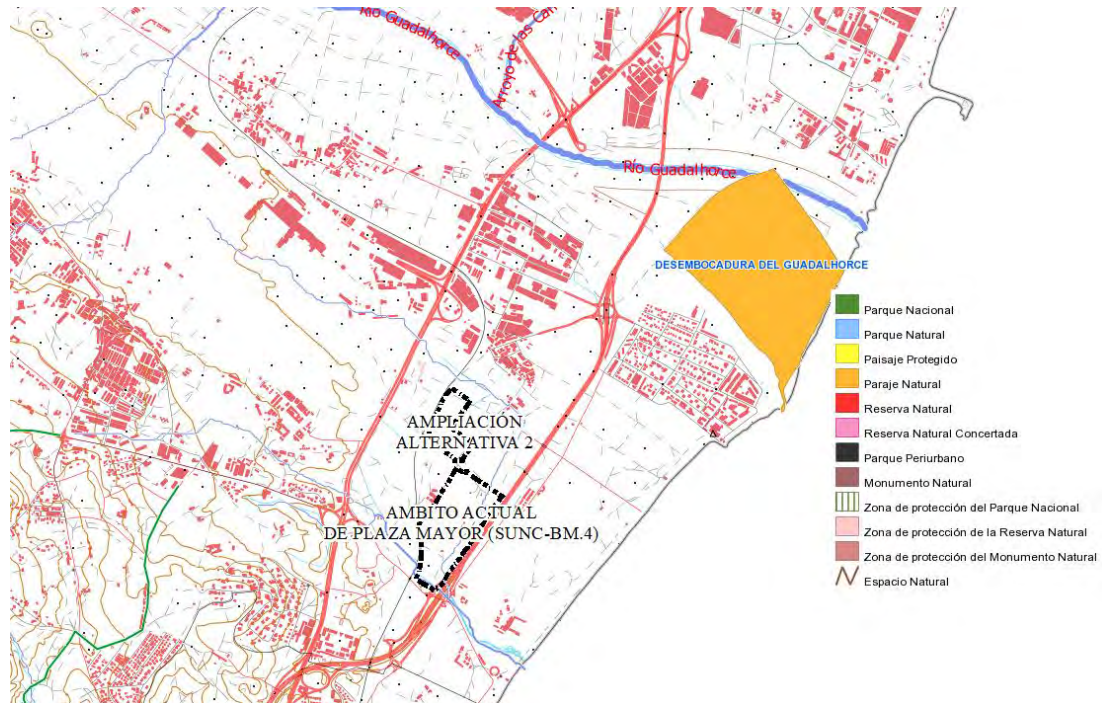 Río Guadalhorce
Arroyo de las Cam
Río Guadalhorce
DESEMBOCADURA DEL GUADALHORCE
AMPLIACIÓN
ALTERNATIVA 2
AMBITO ACTUAL
DE PLAZA MAYOR (SUNC-BM.4)
Parque Nacional
Parque Natural
Paisaje Protegido
Paraje Natural
Reserva Natural
Reserva Natural Concertada
Parque Periurbano
Monumento Natural
Zona de protección del Parque Nacional
Zona de protección de la Reserva Natural
Zona de protección del Monumento Natural
Espacio Natural